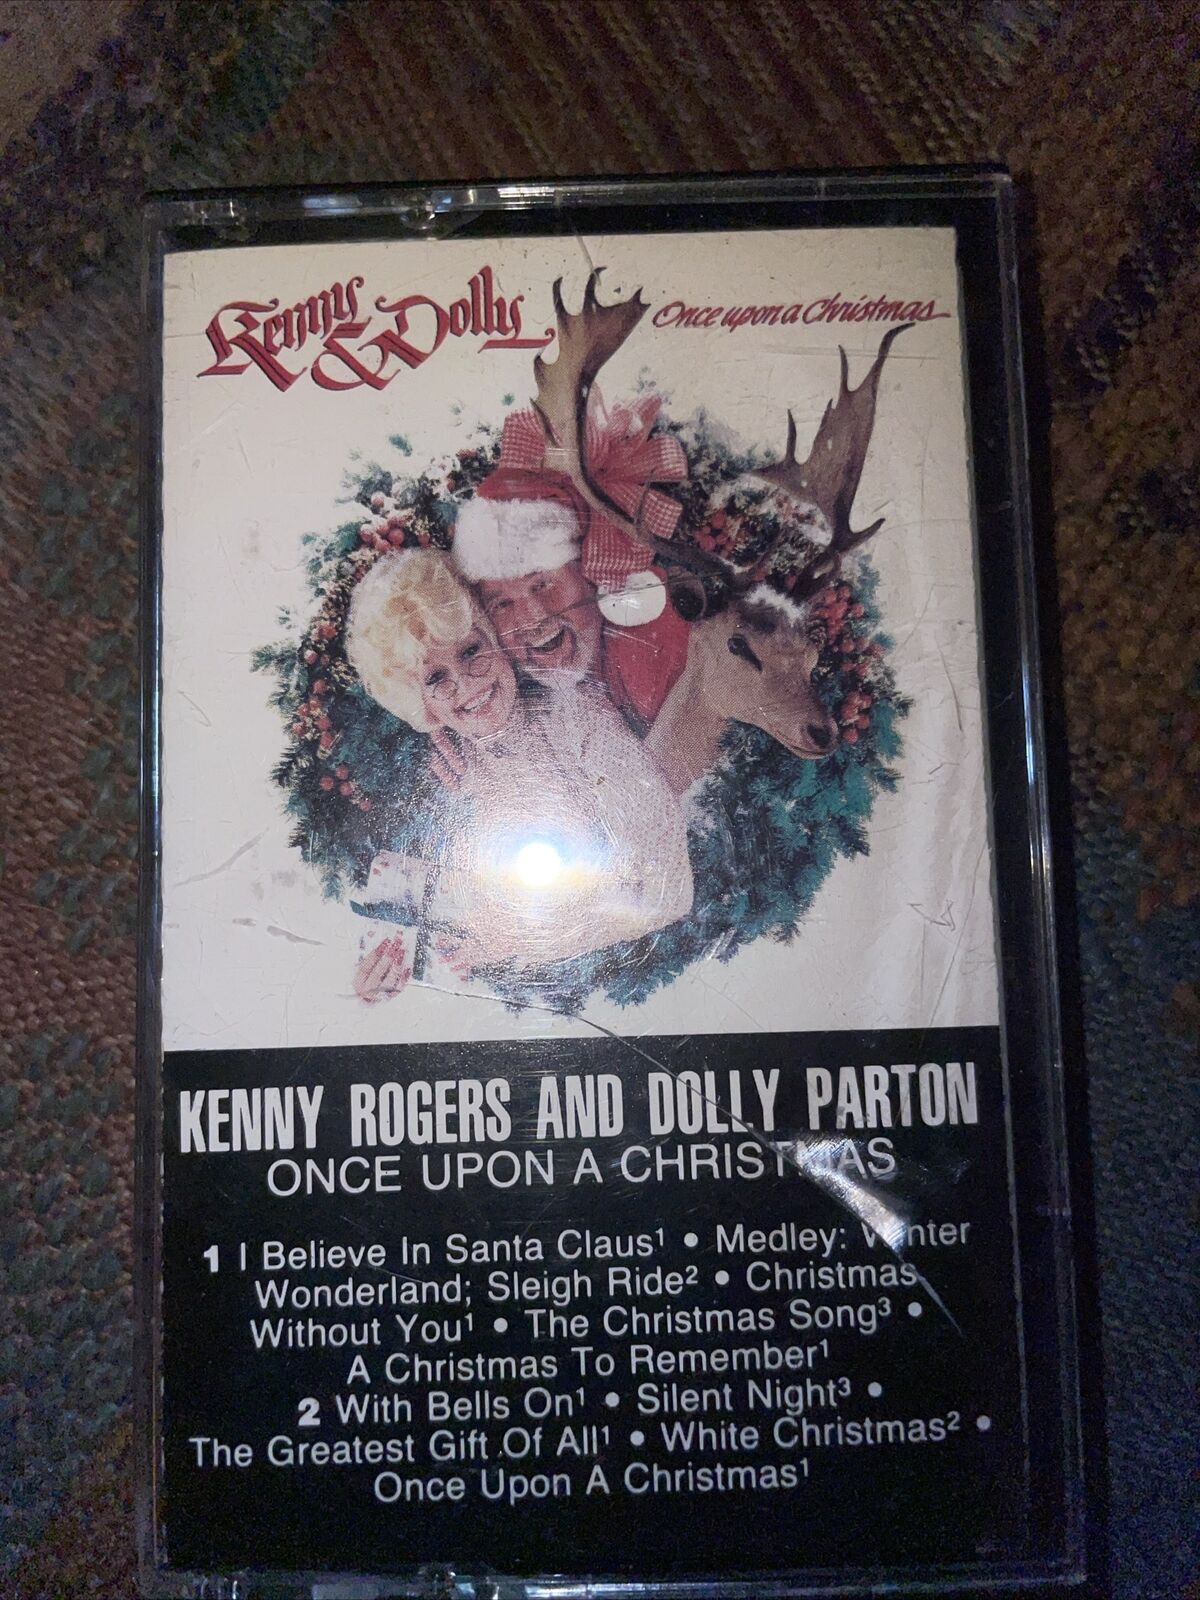 Kenny & Dolly
Once upon a Christmas
KENNY ROGERS AND DOLLY PARTON
ONCE UPON A CHRISTMAS
1 I Believe In Santa Claus¹ • Medley: Winter
Wonderland; Sleigh Ride² • Christmas
Without You¹ • The Christmas Song³ •
A Christmas To Remember¹
2 With Bells On¹ • Silent Night³ •
The Greatest Gift Of All¹ • White Christmas² •
Once Upon A Christmas¹